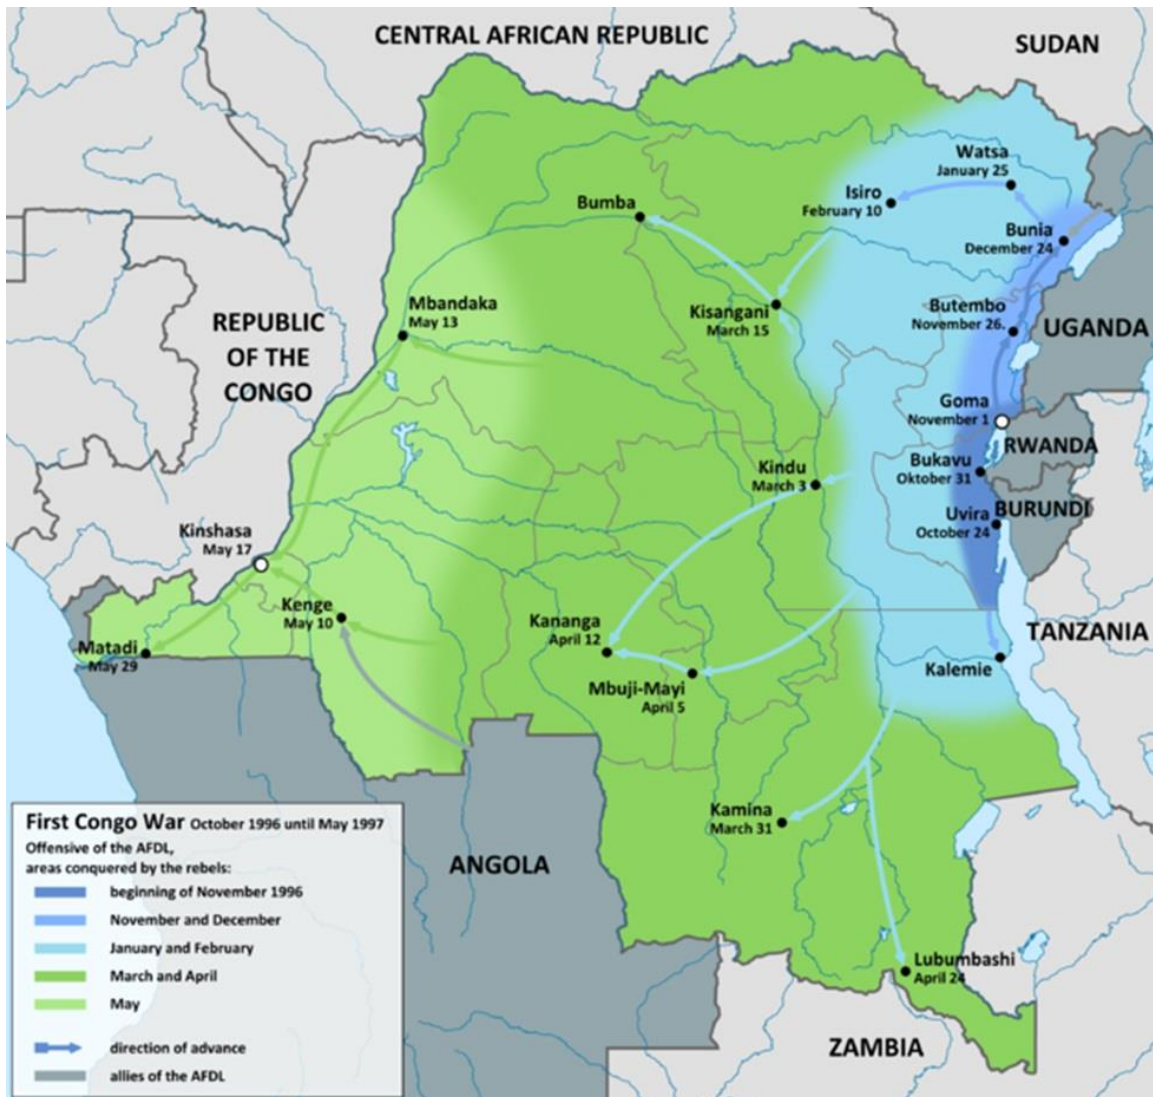 CENTRAL AFRICAN REPUBLIC
SUDAN
Watsa
January 25
Isiro
February 10
Bumba
Bunia
December 24
Mbandaka
May 13
Kisangani
March 15
Butembo
November 26.
UGANDA
REPUBLIC
OF THE
CONGO
Goma
November 1
RWANDA
Kindu
March 3
Bukavu
Oktober 31
BURUNDI
Uvira
October 24
Kinshasa
May 17
Kenge
May 10
Kananga
April 12
TANZANIA
Matadi
May 29
Kalemie
Mbuji-Mayi
April 5
Kamina
March 31
ANGOLA
Lubumbashi
April 24
ZAMBIA
First Congo War October 1996 until May 1997
Offensive of the AFDL,
areas conquered by the rebels:
beginning of November 1996
November and December
January and February
March and April
May
direction of advance
allies of the AFDL